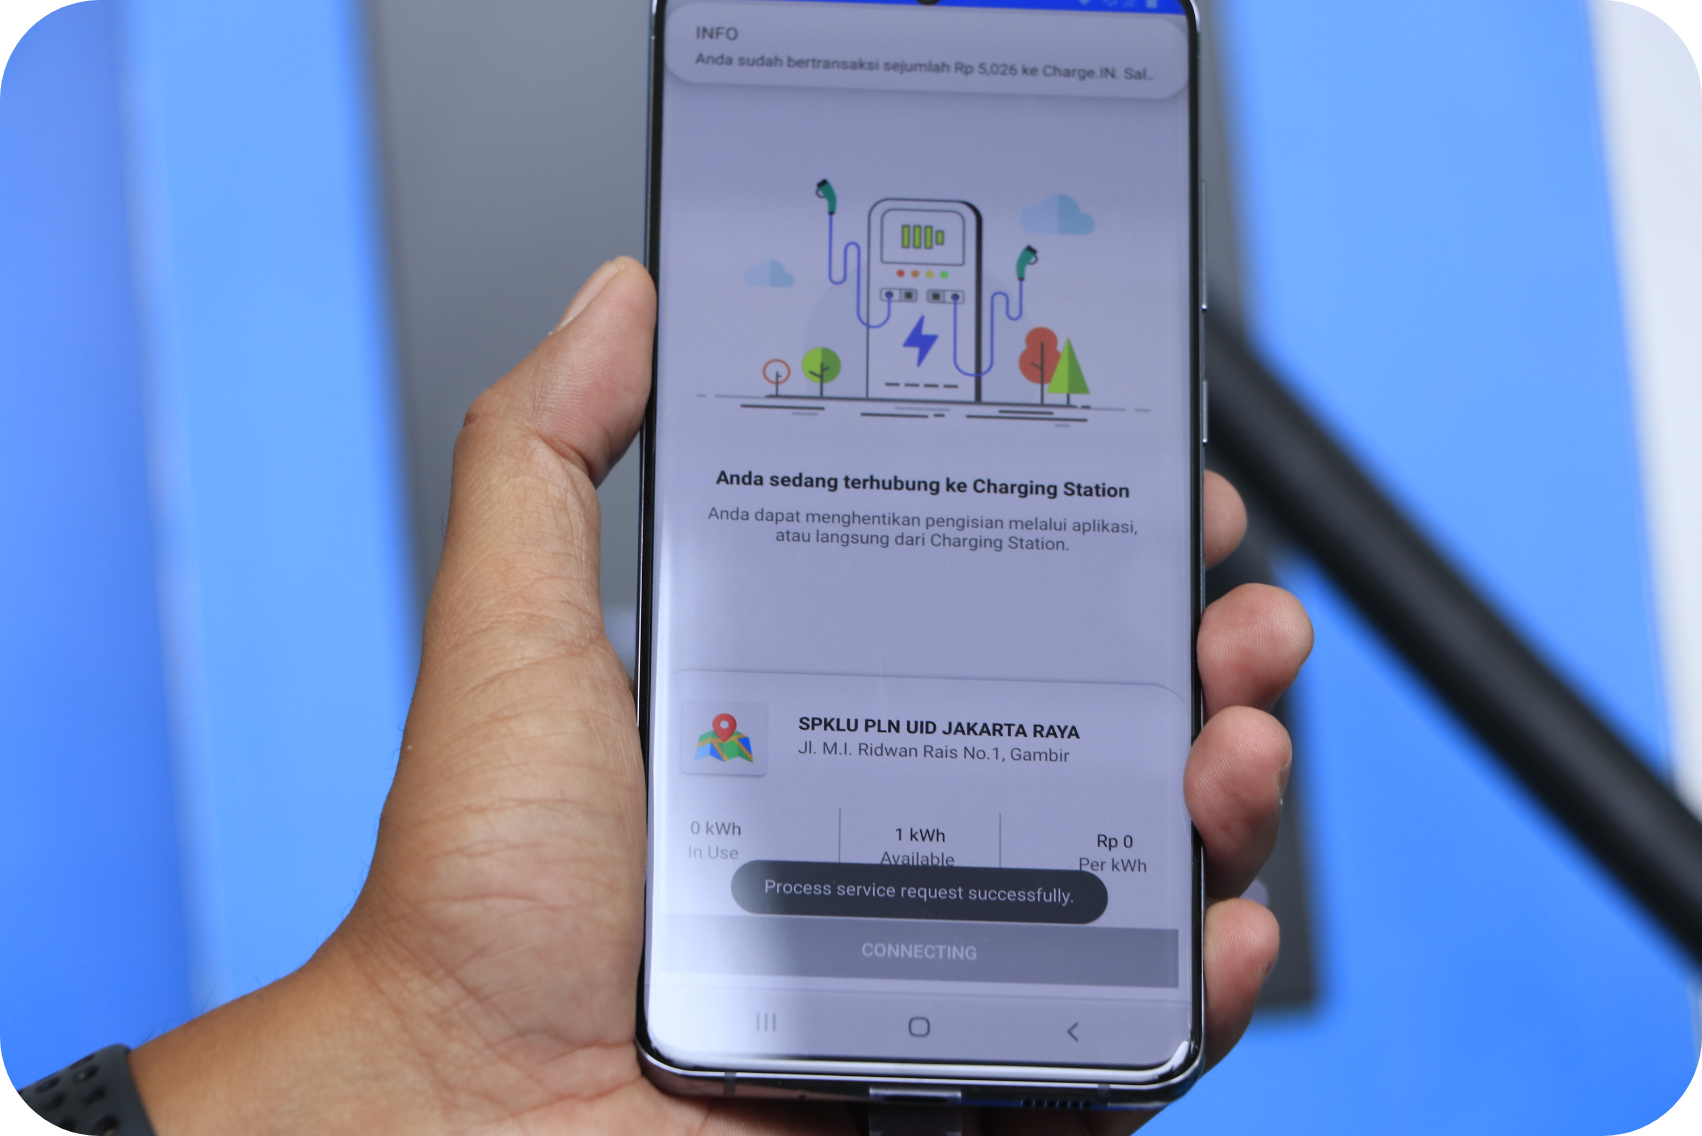 INFO
Anda sudah bertransaksi sejumlah Rp 5,026 ke Charge.IN. Sal..
Anda sedang terhubung ke Charging Station
Anda dapat menghentikan pengisian melalui aplikasi,
atau langsung dari Charging Station.
SPKLU PLN UID JAKARTA RAYA
Jl. M.I. Ridwan Rais No.1, Gambir
0 kWh
In Use
1 kWh
Available
Rp 0
Per kWh
Process service request successfully.
CONNECTING